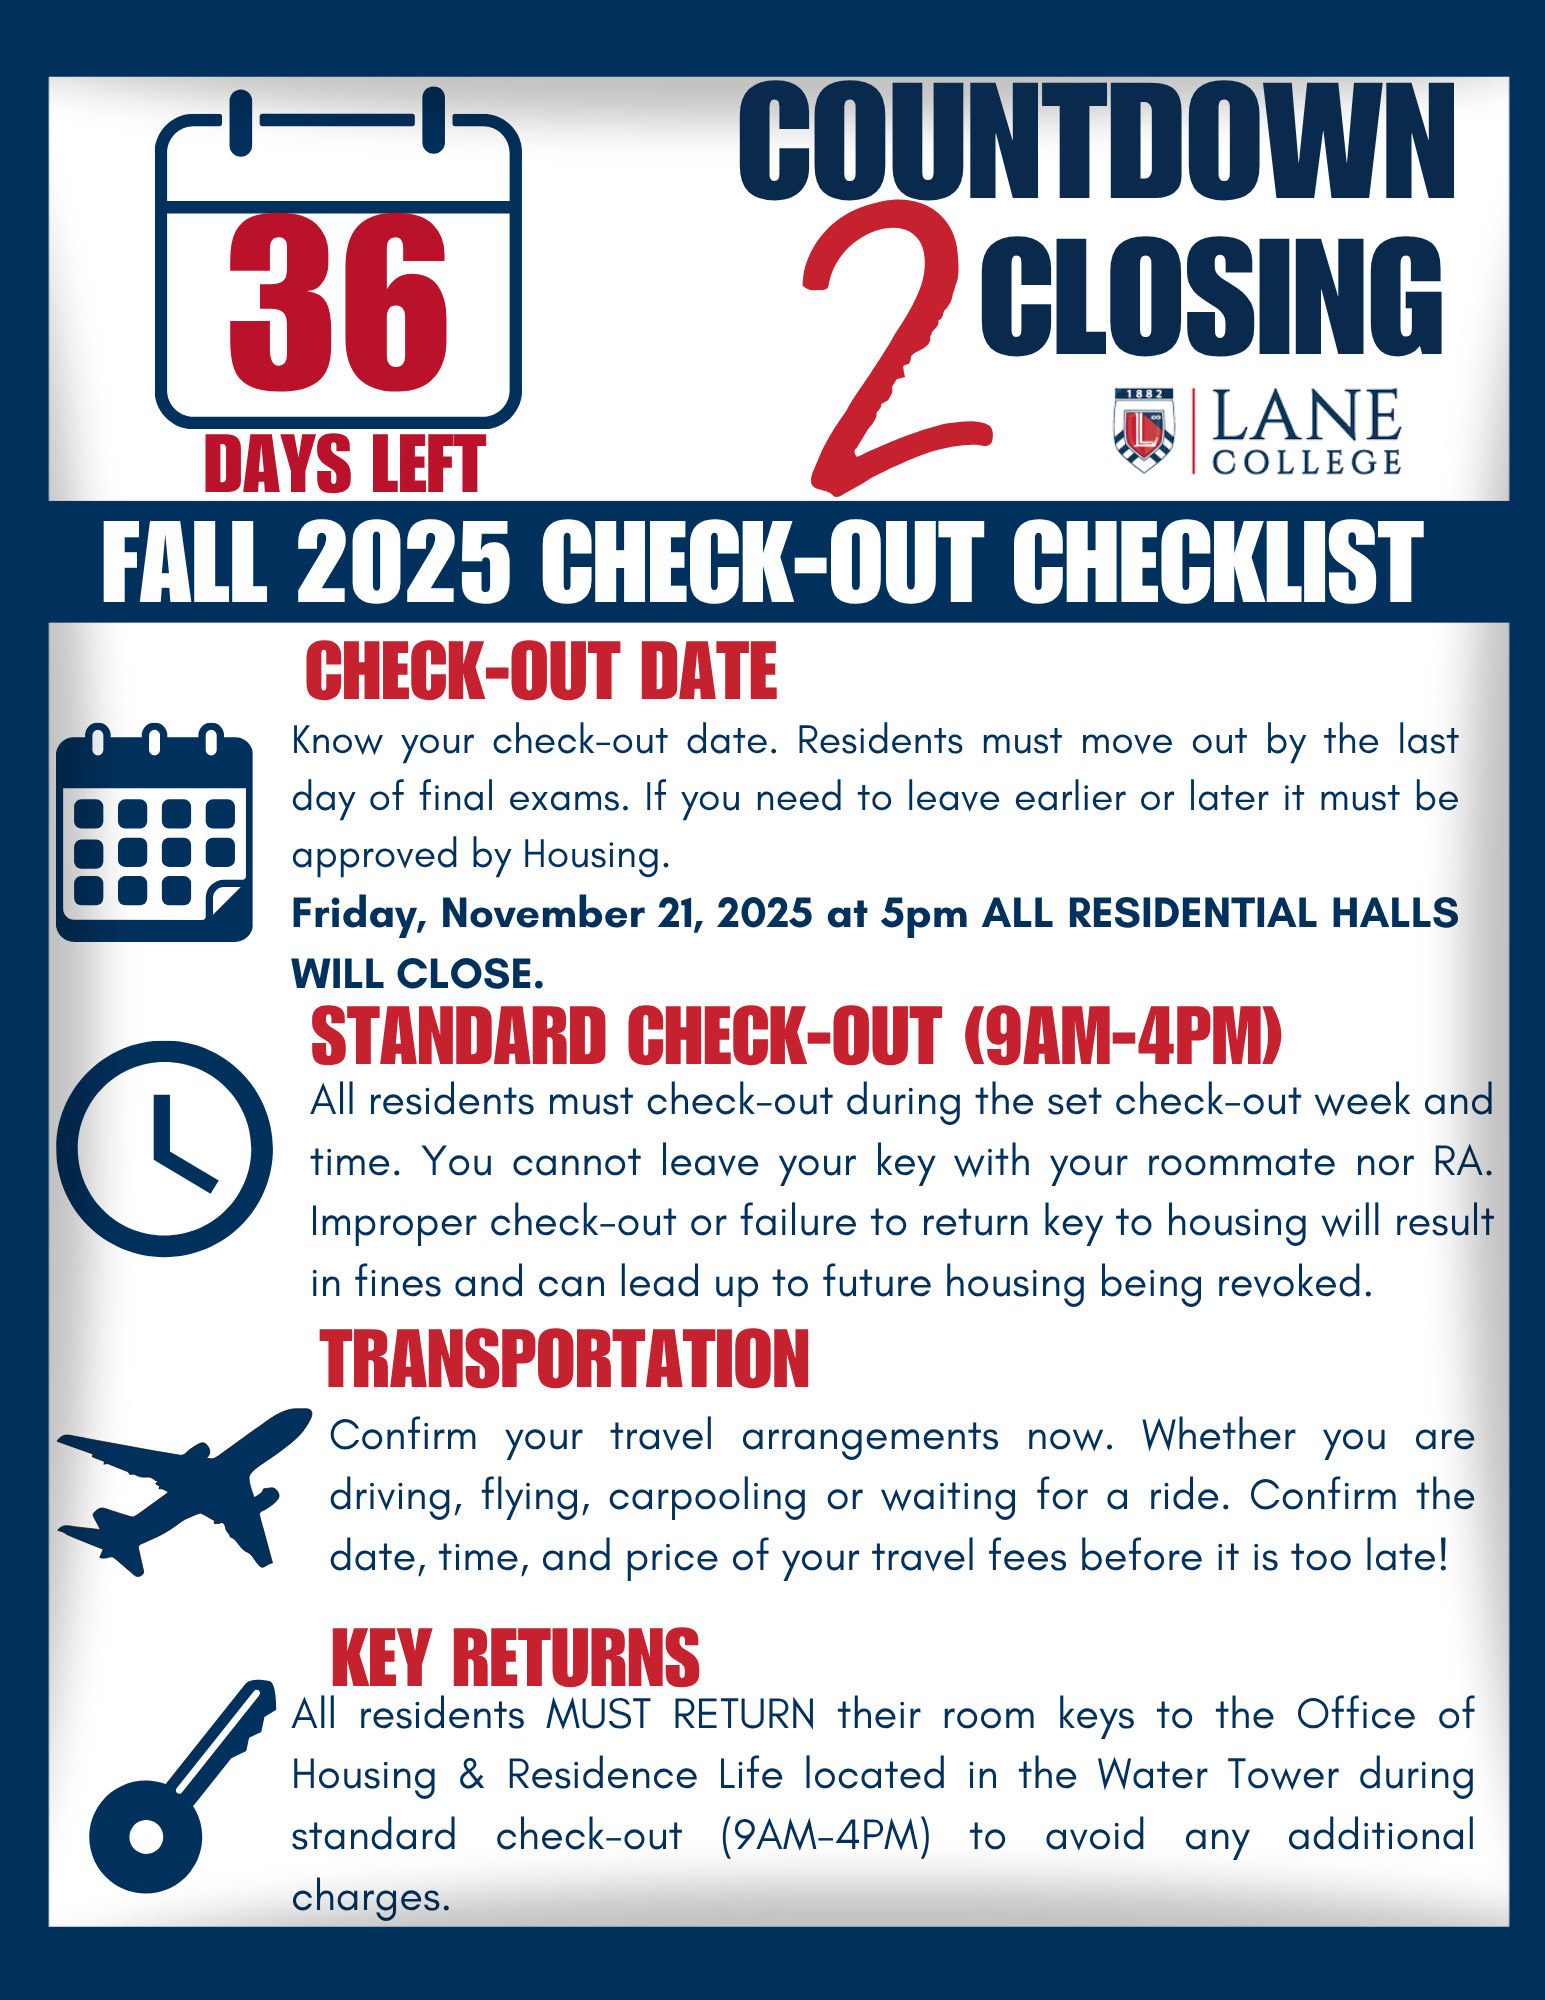 36
DAYS LEFT
COUNTDOWN
2 CLOSING
1882
L
LANE
COLLEGE
FALL 2025 CHECK-OUT CHECKLIST
CHECK-OUT DATE
Know your check-out date. Residents must move out by the last
day of final exams. If you need to leave earlier or later it must be
approved by Housing.
Friday, November 21, 2025 at 5pm ALL RESIDENTIAL HALLS
WILL CLOSE.
STANDARD CHECK-OUT (9AM-4PM)
All residents must check-out during the set check-out week and
time. You cannot leave your key with your roommate nor RA.
Improper check-out or failure to return key to housing will result
in fines and can lead up to future housing being revoked.
TRANSPORTATION
Confirm your travel arrangements now. Whether you are
driving, flying, carpooling or waiting for a ride. Confirm the
date, time, and price of your travel fees before it is too late!
KEY RETURNS
All residents MUST RETURN their room keys to the Office of
Housing & Residence Life located in the Water Tower during
standard check-out (9AM-4PM) to avoid any additional
charges.